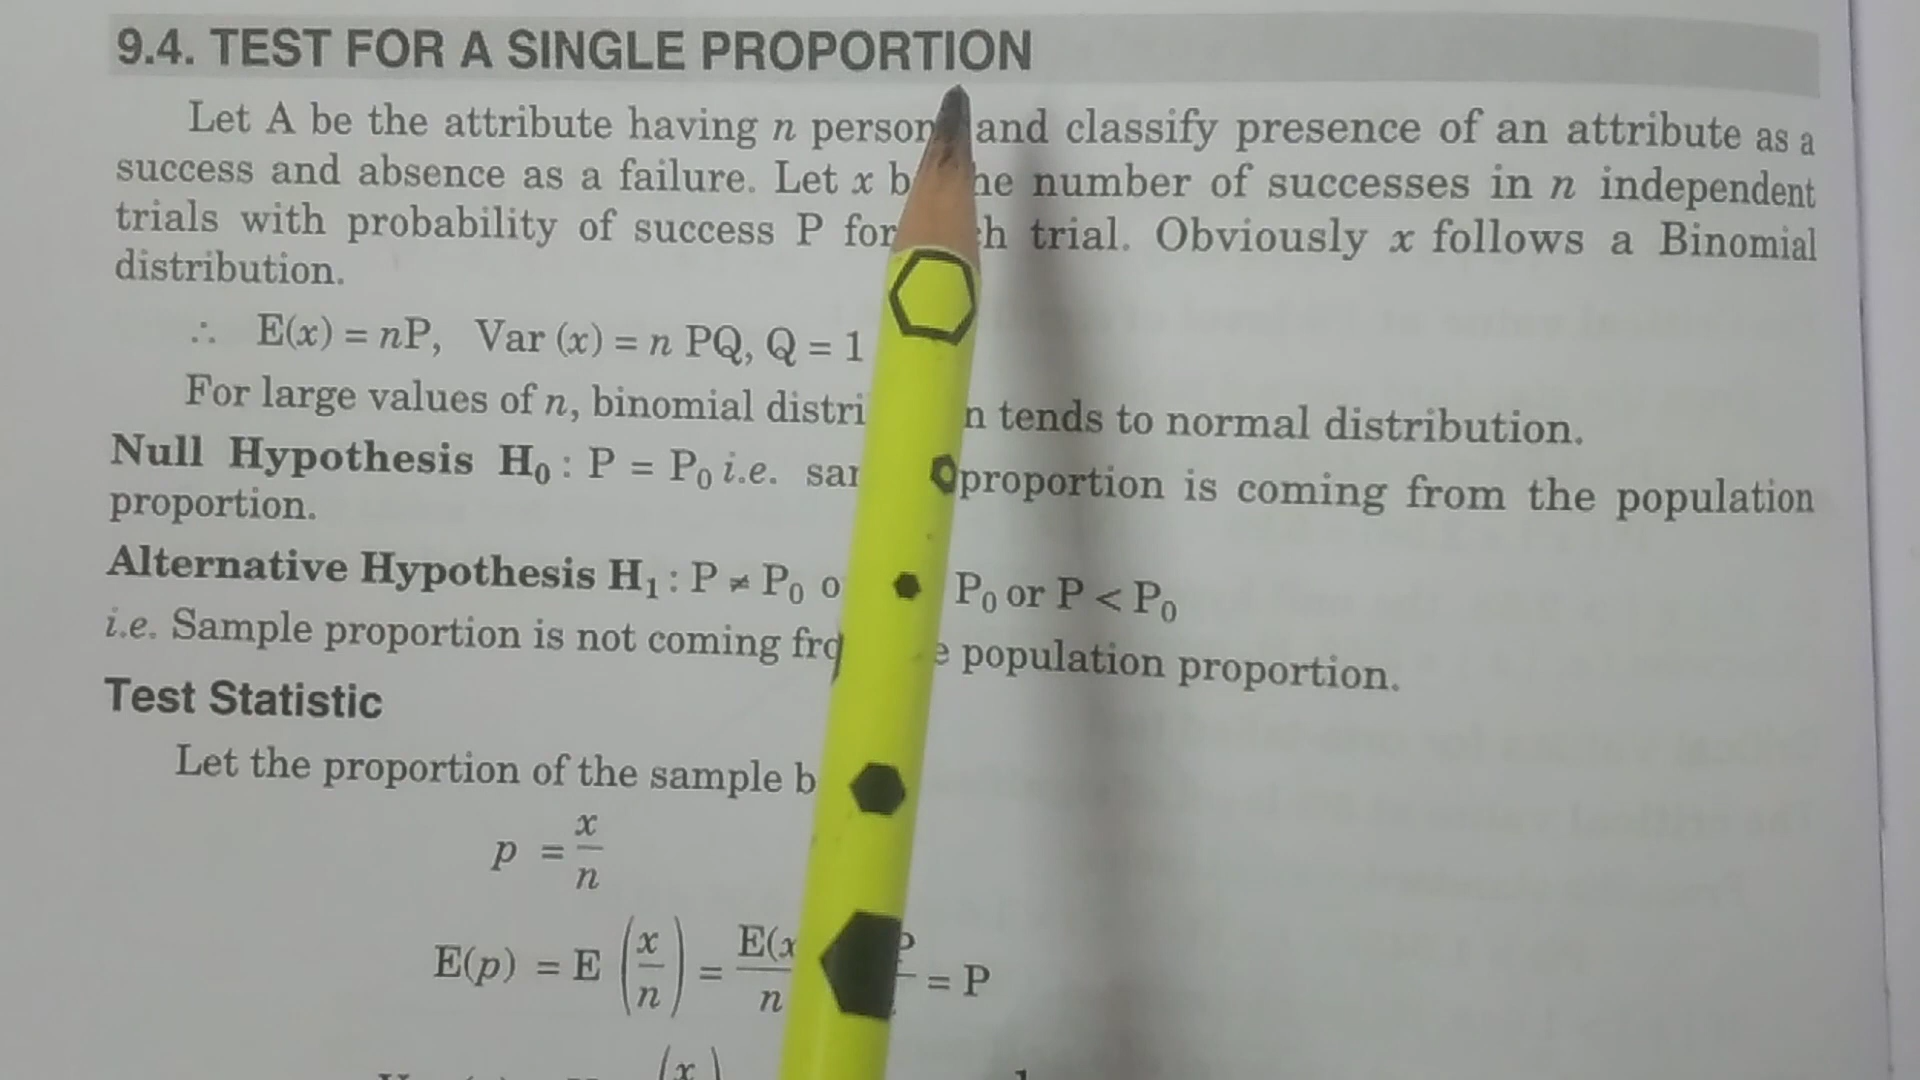 9.4. TEST FOR A SINGLE PROPORTION
Let A be the attribute having n person and classify presence of an attribute as a
success and absence as a failure. Let x number of successes in n independent
trials with probability of success P for trial. Obviously x follows a Binomial
distribution.
∴ E(x) = nP, Var (x) = n PQ, Q = 1
For large values of n, binomial tends to normal distribution.
Null Hypothesis H₀ : P = P₀ i.e. proportion is coming from the population
proportion.
Alternative Hypothesis H₁ : P ≠ P₀ P₀ or P < P₀
i.e. Sample proportion is not coming population proportion.
Test Statistic
Let the proportion of the sample
p = x/n
E(p) = E (x/n) = E(x / n = P